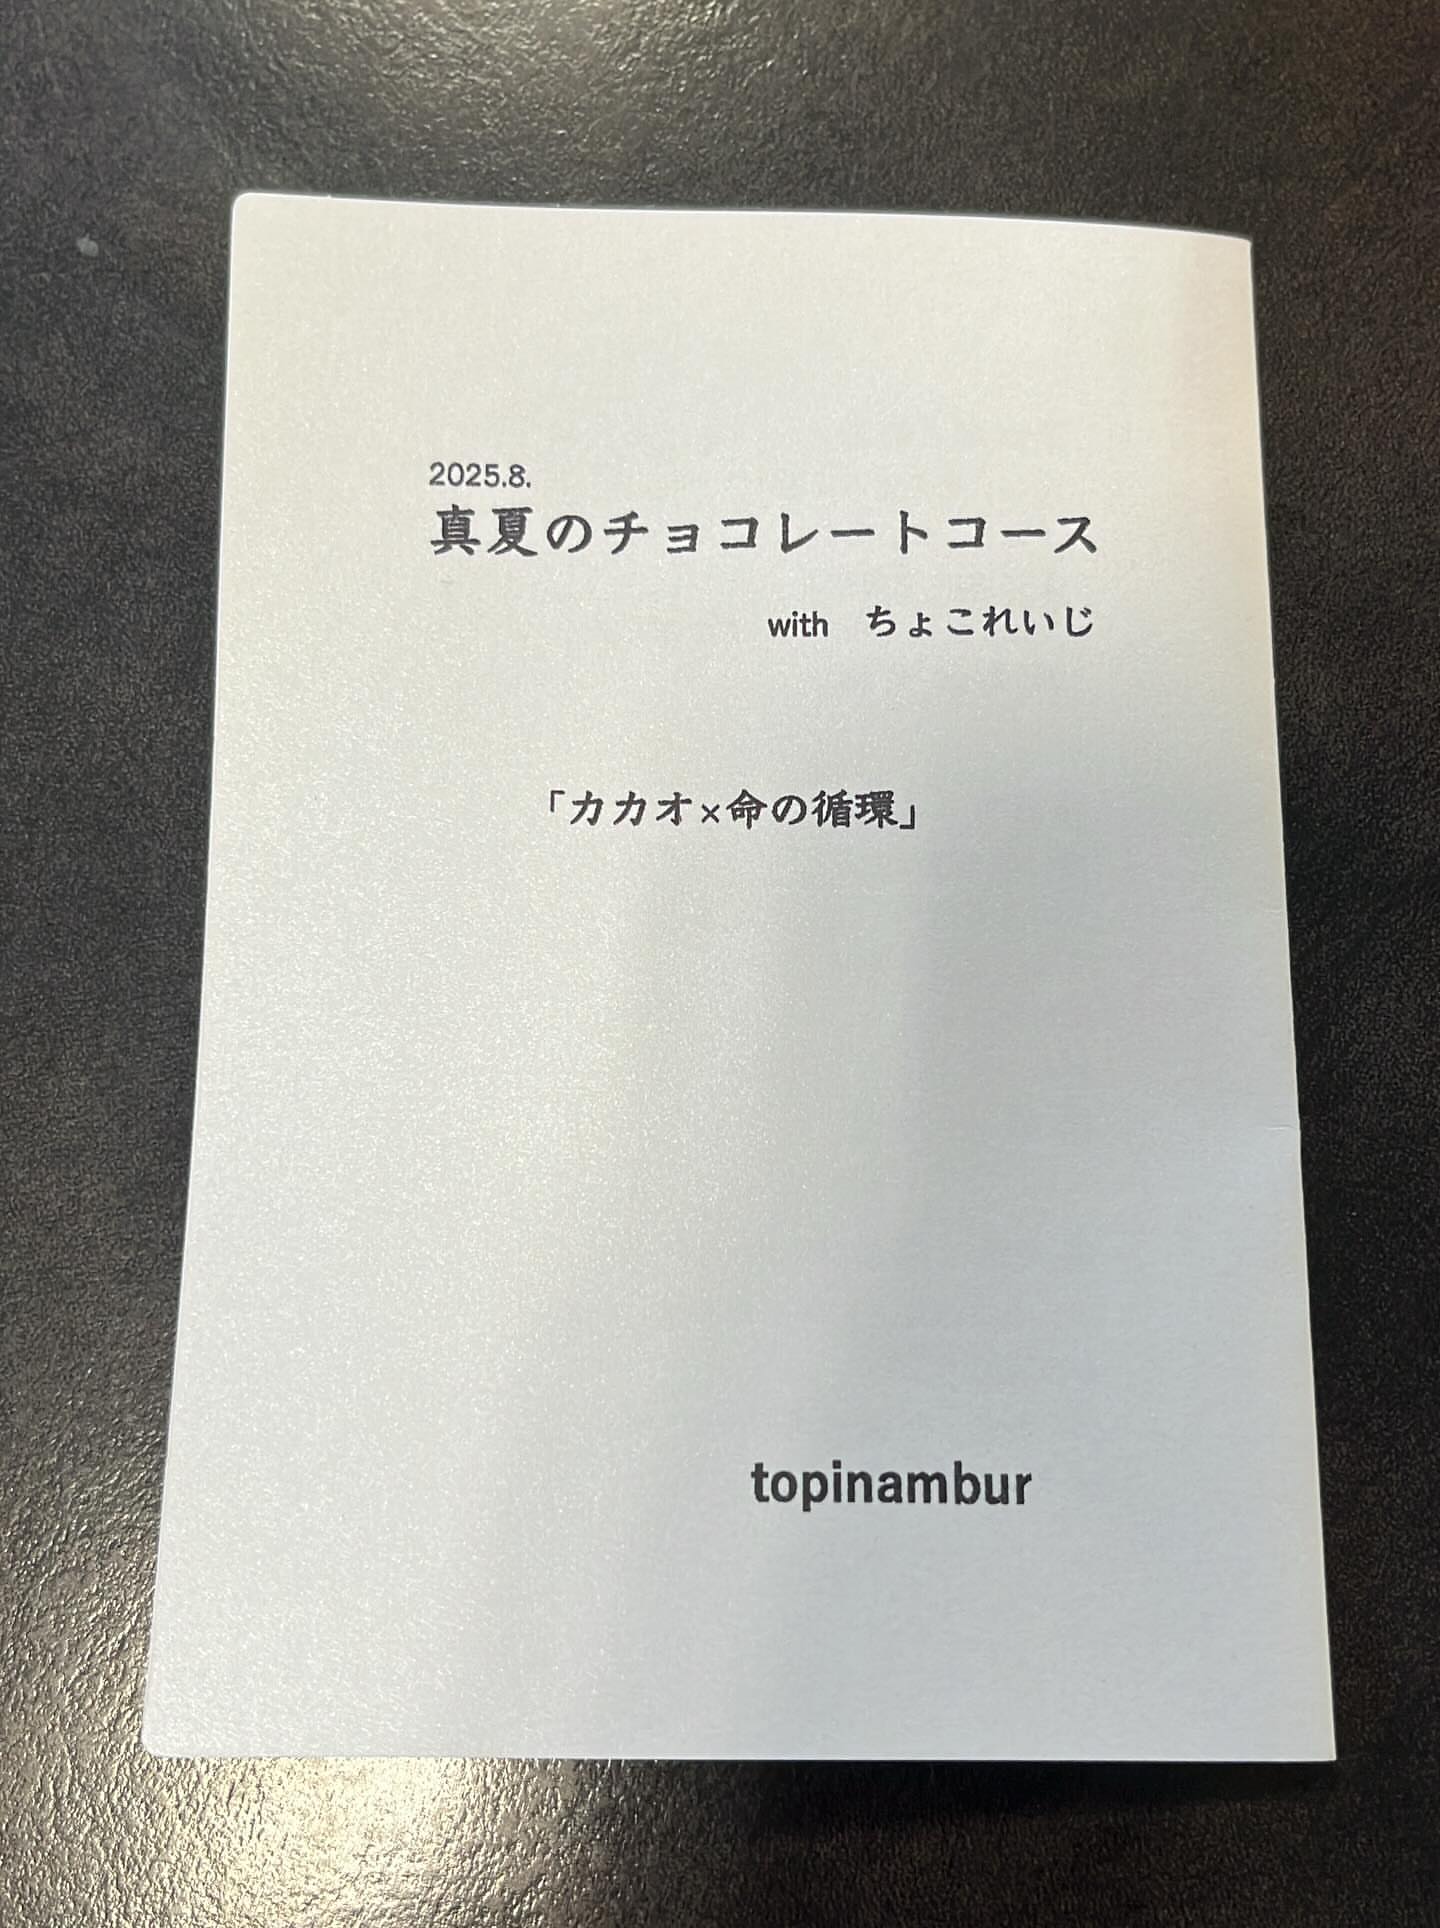 2025.8.
真夏のチョコレートコース
with　ちょこれいじ
「カカオ×命の循環」
topinambur